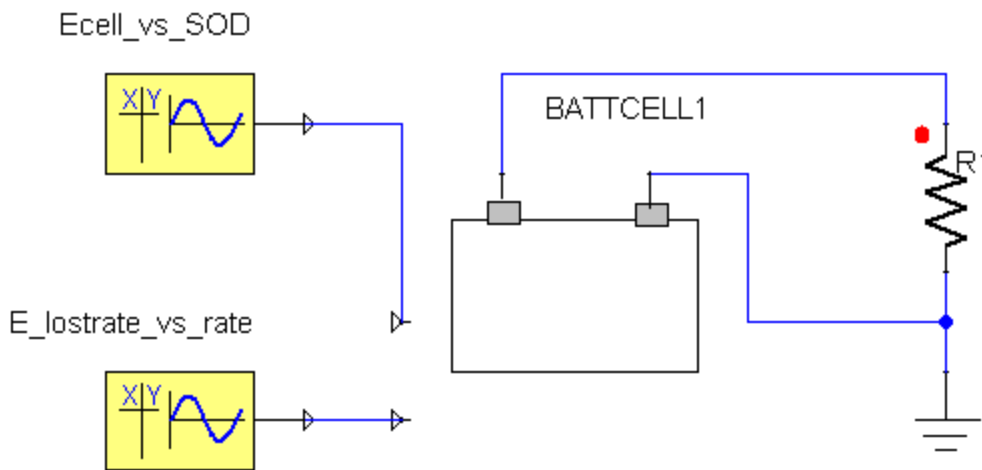 Ecell_vs_SOD
X Y
BATTCELL1
E_lostrate_vs_rate
X Y